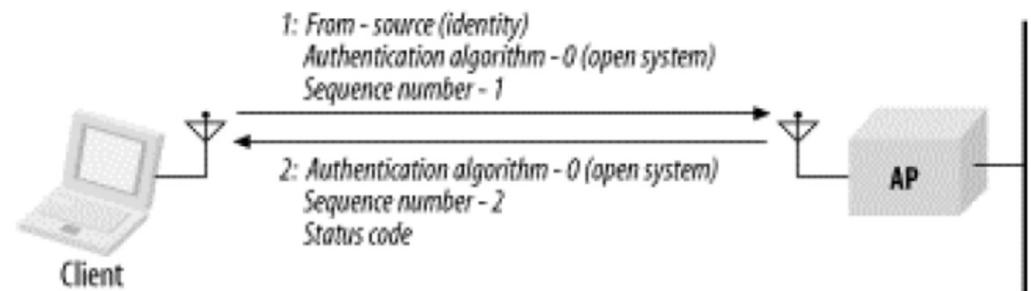 1: From - source (identity)
Authentication algorithm - 0 (open system)
Sequence number - 1
2: Authentication algorithm - 0 (open system)
Sequence number - 2
Status code
AP
Client